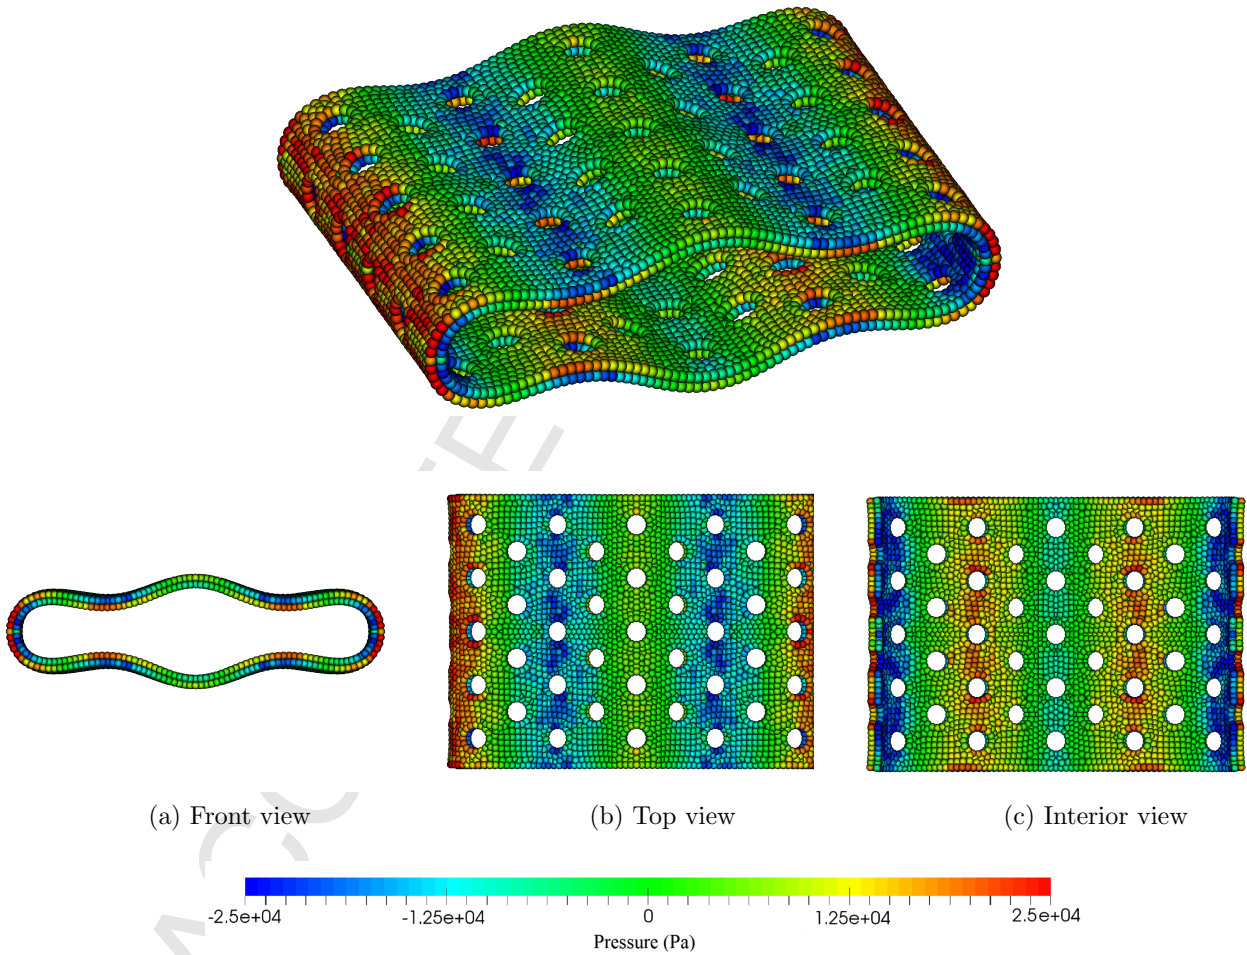 (a) Front view
(b) Top view
(c) Interior view
-2.5e+04 -1.25e+04 0 1.25e+04 2.5e+04
Pressure (Pa)